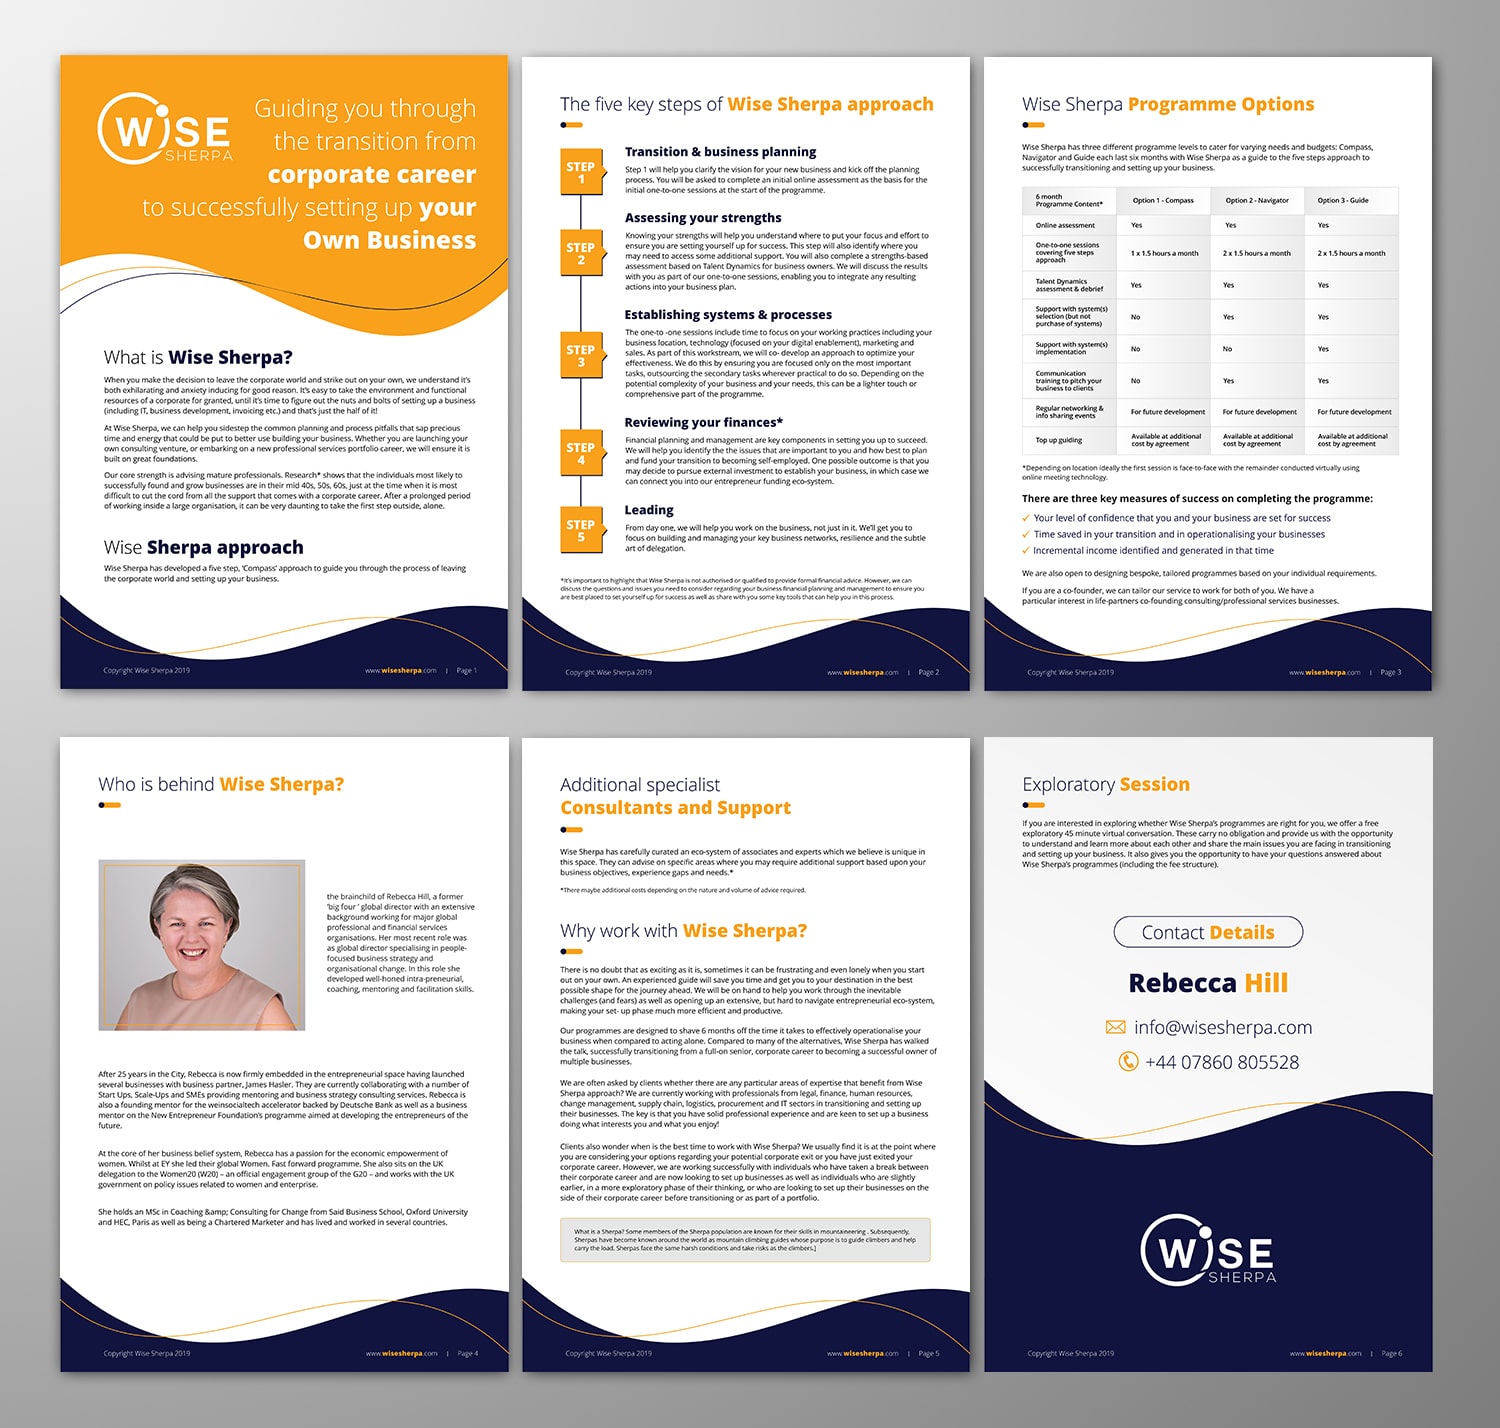 WiSE
SHERPA
Guiding you through
the transition from
corporate career
to successfully setting up your
Own Business
What is Wise Sherpa?
When you make the decision to leave the corporate world and strike out on your own, we understand it's
both exhilarating and anxiety inducing for good reason. It's easy to take the environment and functional
resources of a corporate for granted, until it's time to figure out the nuts and bolts of setting up a business
(including IT, business development, invoicing etc.) and that's just the half of it!
At Wise Sherpa, we can help you sidestep the common planning and process pitfalls that sap precious
time and energy that could be put to better use building your business. Whether you are launching your
own consulting venture, or embarking on a new professional services portfolio career, we will ensure it is
built on great foundations.
Our core strength is advising mature professionals. Research* shows that the individuals most likely to
successfully found and grow businesses are in their mid 40s, 50s, 60s, just at the time when it is most
difficult to cut the cord from all the support that comes with a corporate career. After a prolonged period
of working inside a large organisation, it can be very daunting to take the first step outside, alone.
Wise Sherpa approach
Wise Sherpa has developed a five step, 'Compass' approach to guide you through the process of leaving
the corporate world and setting up your business.
Copyright Wise Sherpa 2019
www.wisesherpa.com | Page 1
The five key steps of Wise Sherpa approach
STEP
1
Transition & business planning
Step 1 will help you clarify the vision for your new business and kick off the planning
process. You will be asked to complete an initial online assessment as the basis for the
initial one-to-one sessions at the start of the programme.
STEP
2
Assessing your strengths
Knowing your strengths will help you understand where to put your focus and effort to
ensure you are setting yourself up for success. This step will also identify where you
may need to access some additional support. You will also complete a strengths-based
assessment based on Talent Dynamics for business owners. We will discuss the results
with you as part of our one-to-one sessions, enabling you to integrate any resulting
actions into your business plan.
STEP
3
Establishing systems & processes
The one-to -one sessions include time to focus on your working practices including your
business location, technology (focused on your digital enablement), marketing and
sales. As part of this workstream, we will co- develop an approach to optimize your
effectiveness. We do this by ensuring you are focused only on the most important
tasks, outsourcing the secondary tasks wherever practical to do so. Depending on the
potential complexity of your business and your needs, this can be a lighter touch or
comprehensive part of the programme.
STEP
4
Reviewing your finances*
Financial planning and management are key components in setting you up to succeed.
We will help you identify the the issues that are important to you and how best to plan
and fund your transition to becoming self-employed. One possible outcome is that you
may decide to pursue external investment to establish your business, in which case we
can connect you into our entrepreneur funding eco-system.
STEP
5
Leading
From day one, we will help you work on the business, not just in it. We'll get you to
focus on building and managing your key business networks, resilience and the subtle
art of delegation.
*It's important to highlight that Wise Sherpa is not authorised or qualified to provide formal financial advice. However, we can
discuss the questions and issues you need to consider regarding your business financial planning and management to ensure you
are best placed to set yourself up for success as well as share with you some key tools that can help you in this process.
Copyright Wise Sherpa 2019
www.wisesherpa.com | Page 2
Wise Sherpa Programme Options
Wise Sherpa has three different programme levels to cater for varying needs and budgets: Compass,
Navigator and Guide each last six months with Wise Sherpa as a guide to the five steps approach to
successfully transitioning and setting up your business.
6 month
Programme Content*
Option 1 - Compass
Option 2 - Navigator
Option 3 - Guide
Online assessment
Yes
Yes
Yes
One-to-one sessions
covering five steps
approach
1 x 1.5 hours a month
2 x 1.5 hours a month
2 x 1.5 hours a month
Talent Dynamics
assessment & debrief
Yes
Yes
Yes
Support with system(s)
selection (but not
purchase of systems)
No
Yes
Yes
Support with system(s)
implementation
No
No
Yes
Communication
training to pitch your
business to clients
No
Yes
Yes
Regular networking &
info sharing events
For future development
For future development
For future development
Top up guiding
Available at additional
cost by agreement
Available at additional
cost by agreement
Available at additional
cost by agreement
*Depending on location ideally the first session is face-to-face with the remainder conducted virtually using
online meeting technology.
There are three key measures of success on completing the programme:
✓ Your level of confidence that you and your business are set for success
✓ Time saved in your transition and in operationalising your businesses
✓ Incremental income identified and generated in that time
We are also open to designing bespoke, tailored programmes based on your individual requirements.
If you are a co-founder, we can tailor our service to work for both of you. We have a
particular interest in life-partners co-founding consulting/professional services businesses.
Copyright Wise Sherpa 2019
www.wisesherpa.com | Page 3
Who is behind Wise Sherpa?
the brainchild of Rebecca Hill, a former
'big four ' global director with an extensive
background working for major global
professional and financial services
organisations. Her most recent role was
as global director specialising in people-
focused business strategy and
organisational change. In this role she
developed well-honed intra-preneurial,
coaching, mentoring and facilitation skills.
After 25 years in the City, Rebecca is now firmly embedded in the entrepreneurial space having launched
several businesses with business partner, James Hasler. They are currently collaborating with a number of
Start Ups, Scale-Ups and SMEs providing mentoring and business strategy consulting services. Rebecca is
also a founding mentor for the weinsocialtech accelerator backed by Deutsche Bank as well as a business
mentor on the New Entrepreneur Foundation's programme aimed at developing the entrepreneurs of the
future.
At the core of her business belief system, Rebecca has a passion for the economic empowerment of
women. Whilst at EY she led their global Women. Fast forward programme. She also sits on the UK
delegation to the Women20 (W20) – an official engagement group of the G20 – and works with the UK
government on policy issues related to women and enterprise.
She holds an MSc in Coaching &amp; Consulting for Change from Said Business School, Oxford University
and HEC, Paris as well as being a Chartered Marketer and has lived and worked in several countries.
Copyright Wise Sherpa 2019
www.wisesherpa.com | Page 4
Additional specialist
Consultants and Support
Wise Sherpa has carefully curated an eco-system of associates and experts which we believe is unique in
this space. They can advise on specific areas where you may require additional support based upon your
business objectives, experience gaps and needs.*
*There maybe additional costs depending on the nature and volume of advice required.
Why work with Wise Sherpa?
There is no doubt that as exciting as it is, sometimes it can be frustrating and even lonely when you start
out on your own. An experienced guide will save you time and get you to your destination in the best
possible shape for the journey ahead. We will be on hand to help you work through the inevitable
challenges (and fears) as well as opening up an extensive, but hard to navigate entrepreneurial eco-system,
making your set- up phase much more efficient and productive.
Our programmes are designed to shave 6 months off the time it takes to effectively operationalise your
business when compared to acting alone. Compared to many of the alternatives, Wise Sherpa has walked
the talk, successfully transitioning from a full-on senior, corporate career to becoming a successful owner of
multiple businesses.
We are often asked by clients whether there are any particular areas of expertise that benefit from Wise
Sherpa approach? We are currently working with professionals from legal, finance, human resources,
change management, supply chain, logistics, procurement and IT sectors in transitioning and setting up
their businesses. The key is that you have solid professional experience and are keen to set up a business
doing what interests you and what you enjoy!
Clients also wonder when is the best time to work with Wise Sherpa? We usually find it is at the point where
you are considering your options regarding your potential corporate exit or you have just exited your
corporate career. However, we are working successfully with individuals who have taken a break between
their corporate career and are now looking to set up businesses as well as individuals who are slightly
earlier, in a more exploratory phase of their thinking, or who are looking to set up their businesses on the
side of their corporate career before transitioning or as part of a portfolio.
What is a Sherpa? Some members of the Sherpa population are known for their skills in mountaineering . Subsequently,
Sherpas have become known around the world as mountain climbing guides whose purpose is to guide climbers and help
carry the load. Sherpas face the same harsh conditions and take risks as the climbers.]
Copyright Wise Sherpa 2019
www.wisesherpa.com | Page 5
Exploratory Session
If you are interested in exploring whether Wise Sherpa's programmes are right for you, we offer a free
exploratory 45 minute virtual conversation. These carry no obligation and provide us with the opportunity
to understand and learn more about each other and share the main issues you are facing in transitioning
and setting up your business. It also gives you the opportunity to have your questions answered about
Wise Sherpa's programmes (including the fee structure).
Contact Details
Rebecca Hill
info@wisesherpa.com
+44 07860 805528
WiSE
SHERPA
Copyright Wise Sherpa 2019
www.wisesherpa.com | Page 6